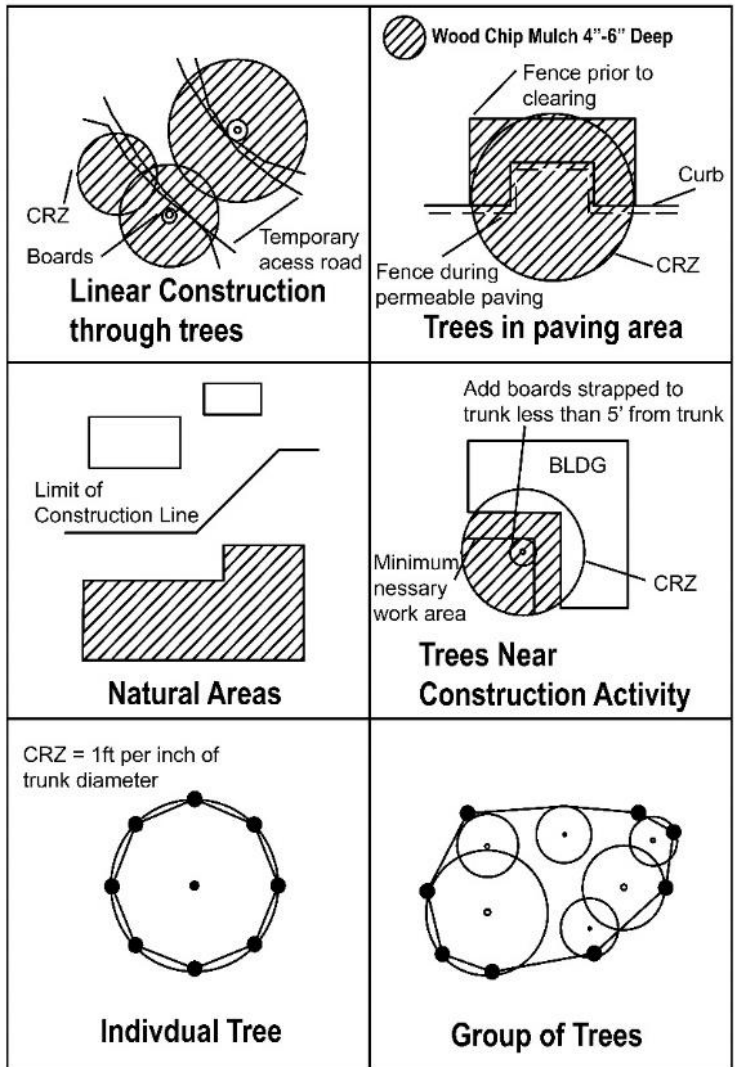 CRZ
Boards
Temporary
acess road
Linear Construction
through trees
Wood Chip Mulch 4”-6” Deep
Fence prior to
clearing
Curb
Fence during
permeable paving
CRZ
Trees in paving area
Limit of
Construction Line
Natural Areas
Add boards strapped to
trunk less than 5’ from trunk
BLDG
Minimum
nessary
work area
CRZ
Trees Near
Construction Activity
CRZ = 1ft per inch of
trunk diameter
Indivdual Tree
Group of Trees